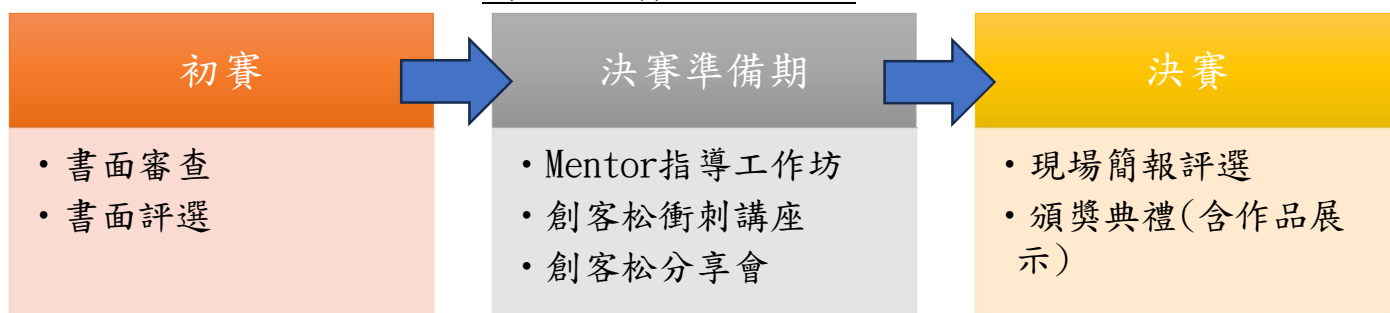 初賽
・書面審查
・書面評選
決賽準備期
・Mentor指導工作坊
・創客松衝刺講座
・創客松分享會
決賽
・現場簡報評選
・頒獎典禮(含作品展
示)